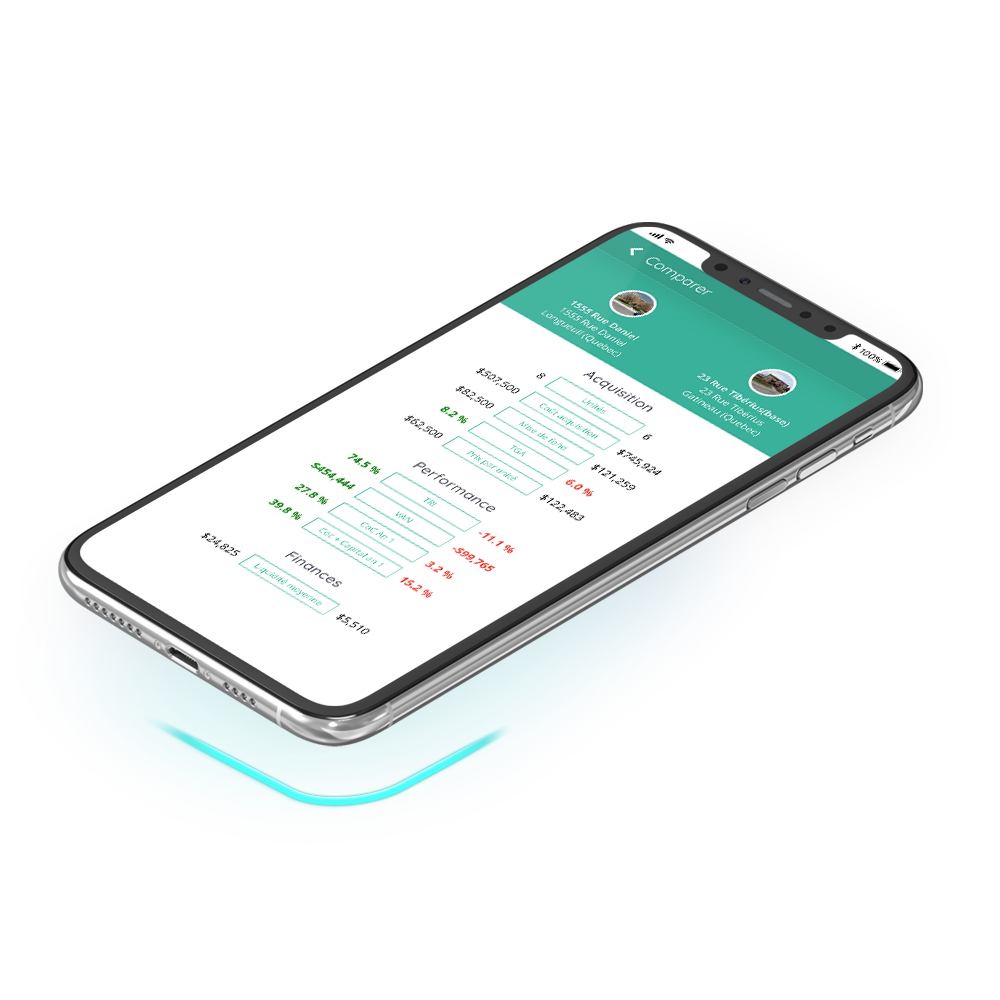 100%
Comparer
1555 Rue Daniel
1555 Rue Daniel
Longueuil (Quebec)
23 Rue Tibérius(base)
23 Rue Tibérius
Gatineau (Quebec)
Acquisition
8 Unités 6
$507,500 Coût acquisition $745,924
$82,500 Mise de fond $121,259
8.2 % TGA 6.0 %
$62,500 Prix par unité $122,483
Performance
74.5 % TRI -11.1 %
$454,444 VAN -$99,765
27.8 % CoC An 1 3.2 %
39.8 % Coc + Capital an 1 15.2 %
Finances
$24,825 Liquidité moyenne $5,510